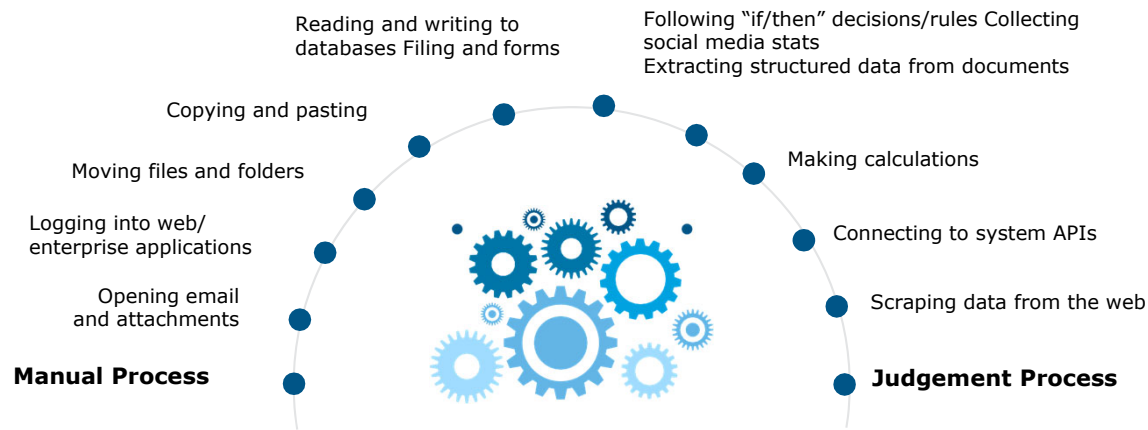 Reading and writing to
databases Filing and forms
Following “if/then” decisions/rules Collecting
social media stats
Extracting structured data from documents
Copying and pasting
Making calculations
Moving files and folders
Logging into web/
enterprise applications
Connecting to system APIs
Opening email
and attachments
Scraping data from the web
Manual Process
Judgement Process